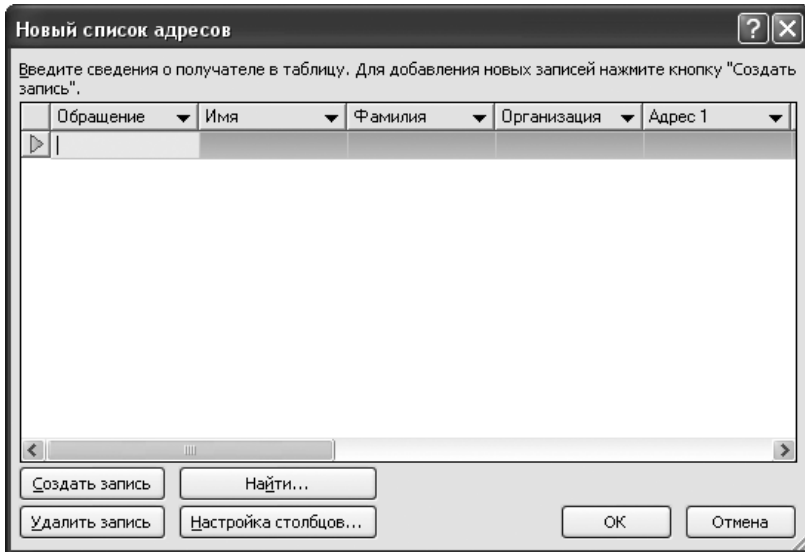 Новый список адресов
Введите сведения о получателе в таблицу. Для добавления новых записей нажмите кнопку "Создать
запись".
Обращение Имя Фамилия Организация Адрес 1
Создать запись Найти...
Удалить запись Настройка столбцов... ОК Отмена